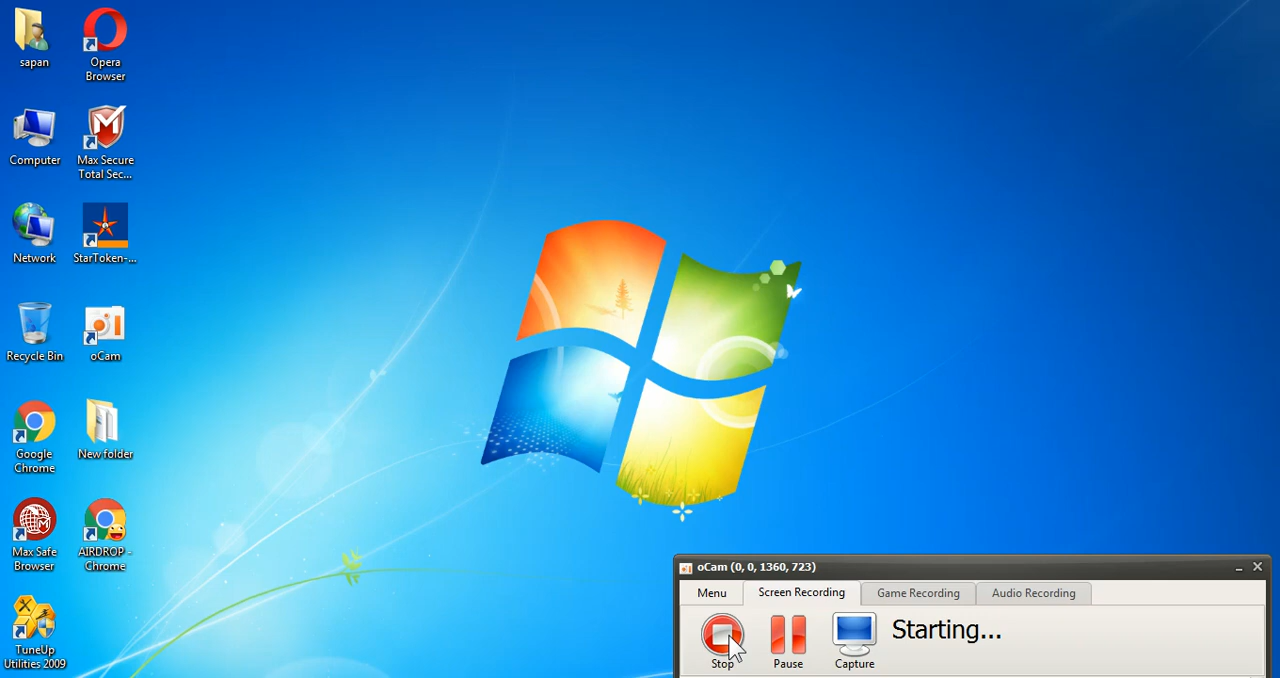 sapan
Opera
Browser
Computer
Max Secure
Total Sec...
Network
StarToken-...
Recycle Bin
oCam
Google
Chrome
New folder
Max Safe
Browser
AIRDROP -
Chrome
TuneUp
Utilities 2009
oCam (0, 0, 1360, 723)
Menu
Screen Recording
Game Recording
Audio Recording
Starting...
Stop
Pause
Capture